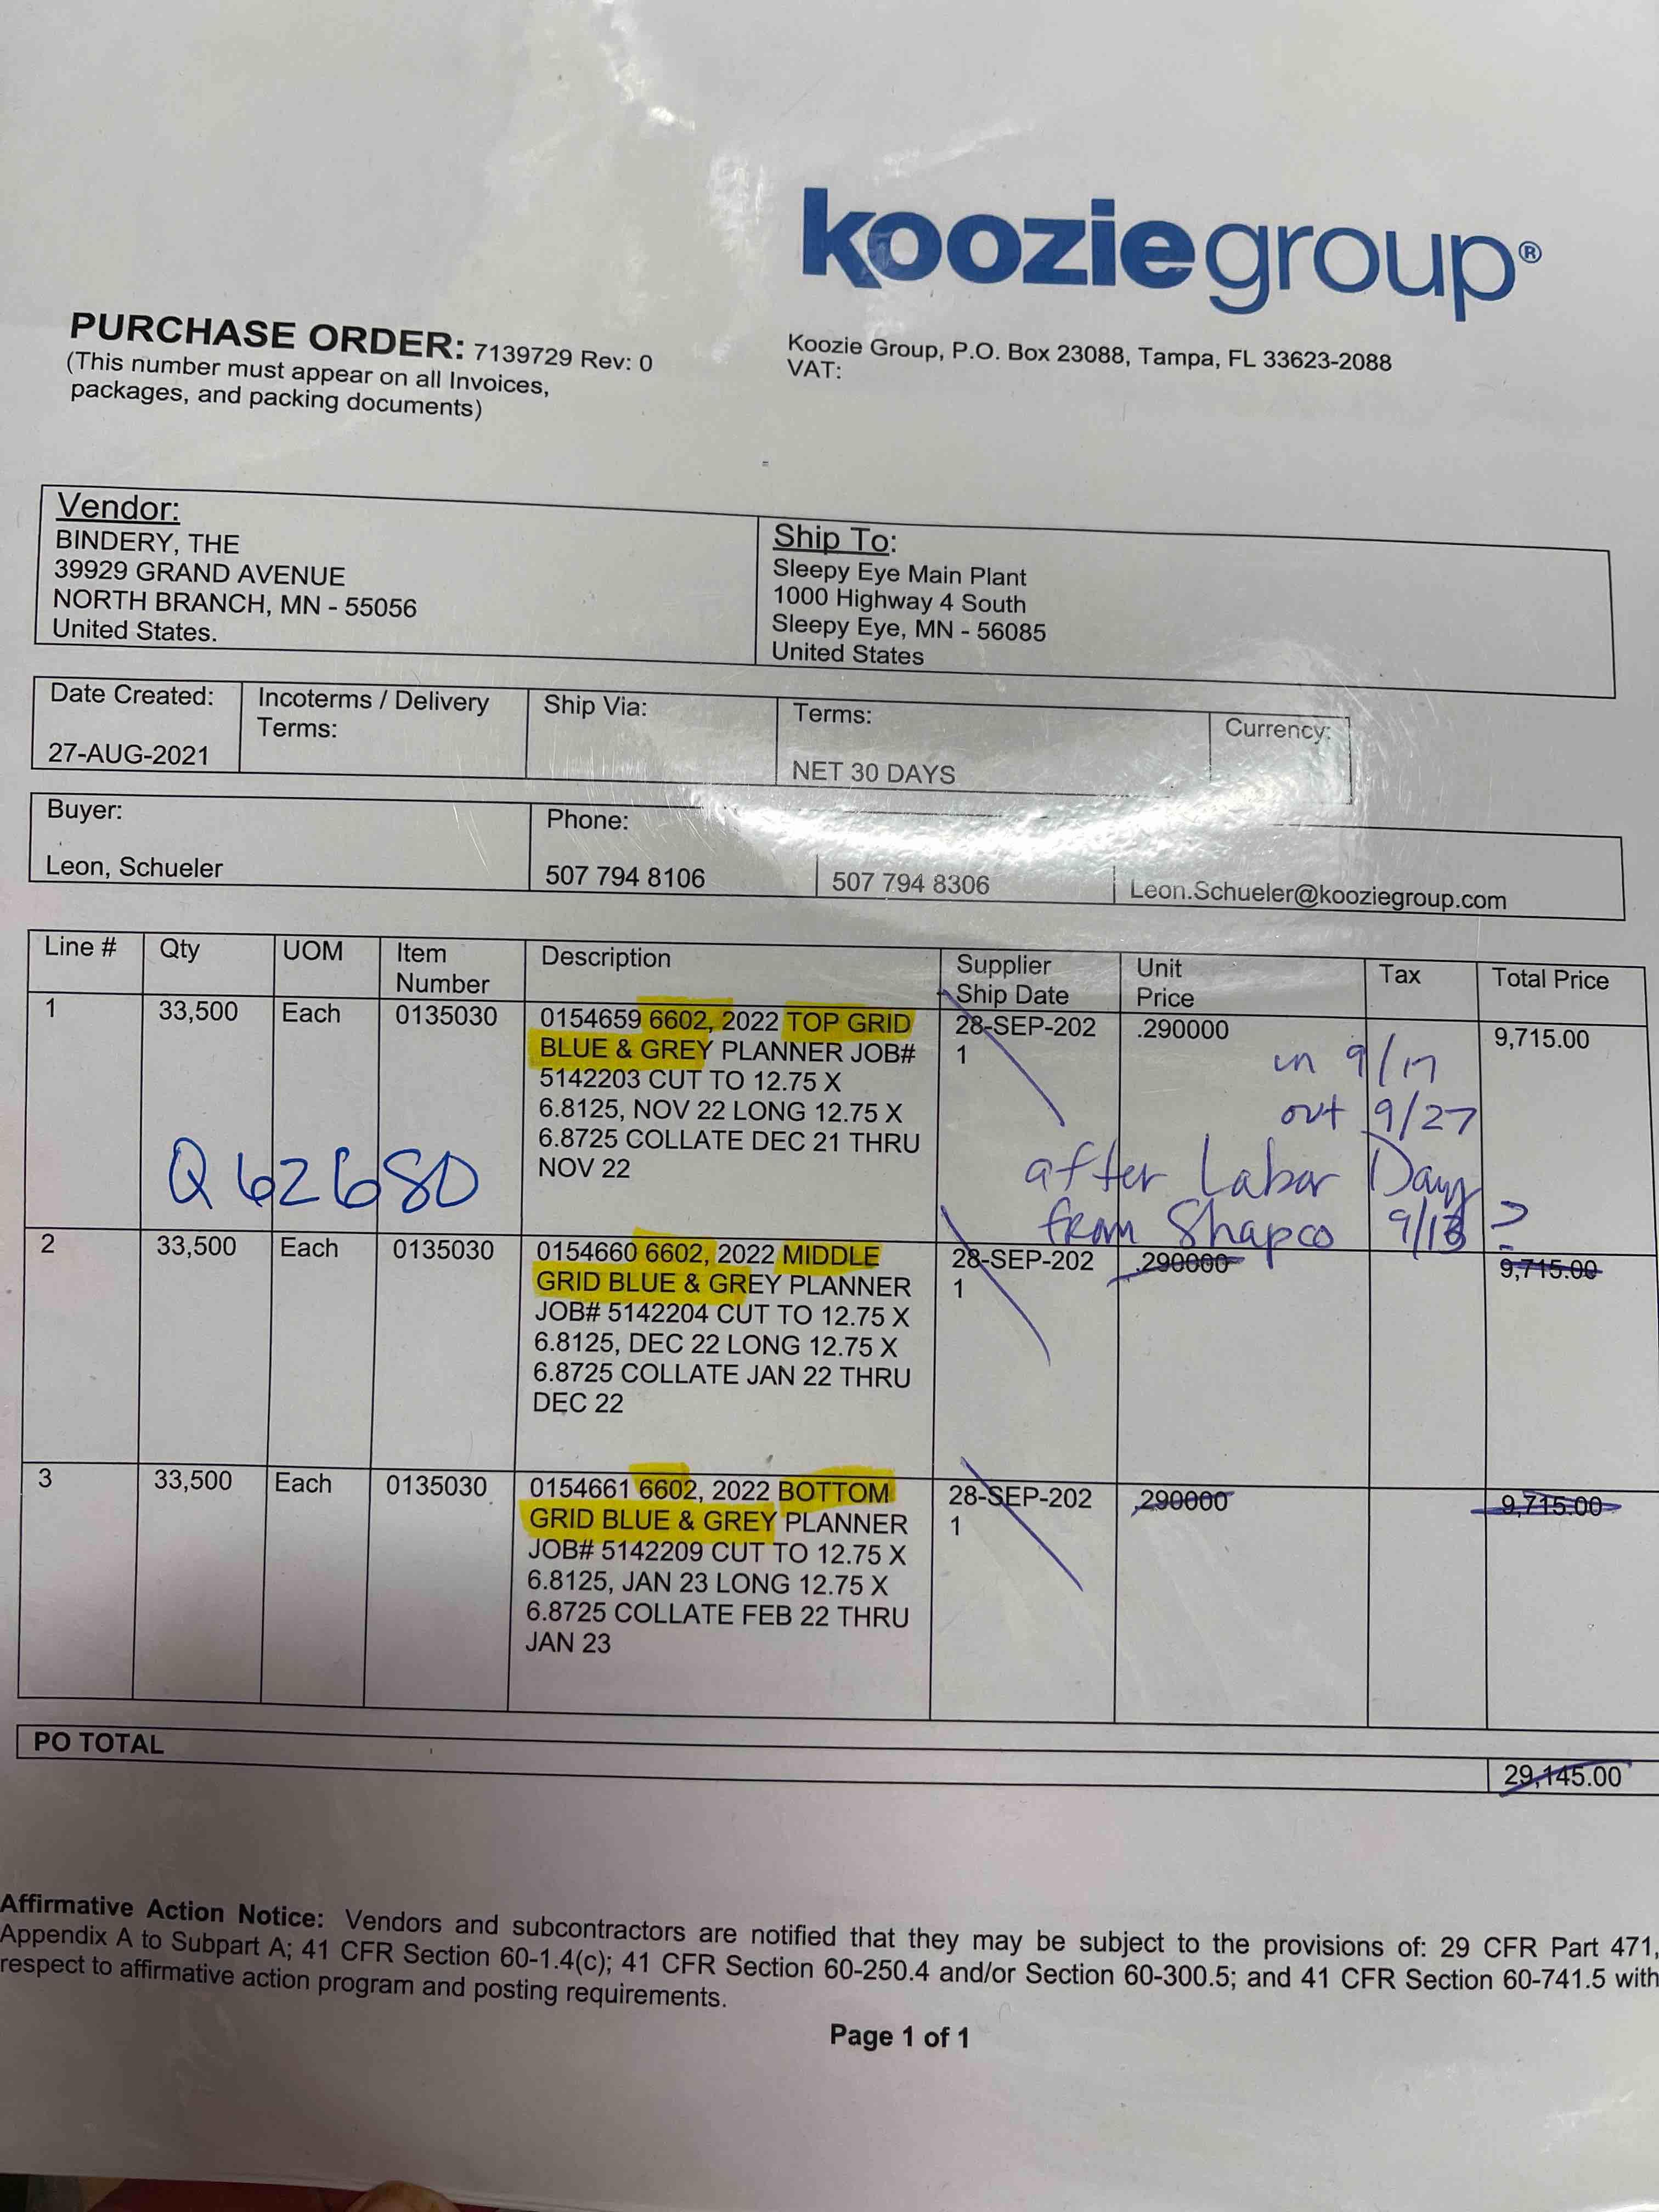 kooziegroup®
PURCHASE ORDER: 7139729 Rev: 0
(This number must appear on all Invoices,
packages, and packing documents)
Koozie Group, P.O. Box 23088, Tampa, FL 33623-2088
VAT:
Vendor:
BINDERY, THE
39929 GRAND AVENUE
NORTH BRANCH, MN - 55056
United States.
Ship To:
Sleepy Eye Main Plant
1000 Highway 4 South
Sleepy Eye, MN - 56085
United States
Date Created:
27-AUG-2021
Incoterms / Delivery
Terms:
Ship Via:
Terms:
NET 30 DAYS
Currency:
Buyer:
Leon, Schueler
Phone:
507 794 8106
507 794 8306
Leon.Schueler@kooziegroup.com
Line #
Qty
UOM
Item
Number
Description
Supplier
Ship Date
Unit
Price
Tax
Total Price
1
33,500
Each
0135030
0154659 6602, 2022 TOP GRID
BLUE & GREY PLANNER JOB#
5142203 CUT TO 12.75 X
6.8125, NOV 22 LONG 12.75 X
6.8725 COLLATE DEC 21 THRU
NOV 22
28-SEP-202
1
.290000
9,715.00
in 9/17
out 9/27
after Labor Day
from Shapco 9/13 ?
Q62680
2
33,500
Each
0135030
0154660 6602, 2022 MIDDLE
GRID BLUE & GREY PLANNER
JOB# 5142204 CUT TO 12.75 X
6.8125, DEC 22 LONG 12.75 X
6.8725 COLLATE JAN 22 THRU
DEC 22
28-SEP-202
1
.290000
9,715.00
3
33,500
Each
0135030
0154661 6602, 2022 BOTTOM
GRID BLUE & GREY PLANNER
JOB# 5142209 CUT TO 12.75 X
6.8125, JAN 23 LONG 12.75 X
6.8725 COLLATE FEB 22 THRU
JAN 23
28-SEP-202
1
.290000
9,715.00
PO TOTAL
29,145.00
Affirmative Action Notice: Vendors and subcontractors are notified that they may be subject to the provisions of: 29 CFR Part 471,
Appendix A to Subpart A; 41 CFR Section 60-1.4(c); 41 CFR Section 60-250.4 and/or Section 60-300.5; and 41 CFR Section 60-741.5 with
respect to affirmative action program and posting requirements.
Page 1 of 1